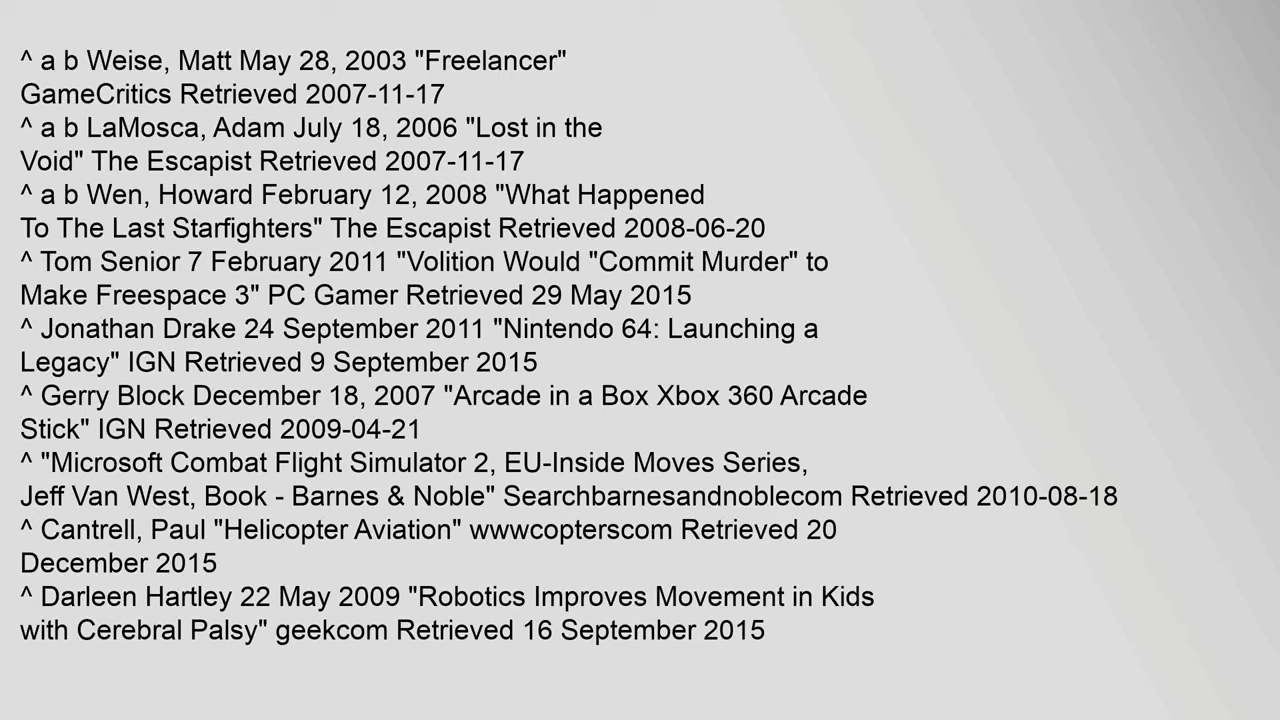 ^ a b Weise, Matt May 28, 2003 "Freelancer"
GameCritics Retrieved 2007-11-17
^ a b LaMosca, Adam July 18, 2006 "Lost in the
Void" The Escapist Retrieved 2007-11-17
^ a b Wen, Howard February 12, 2008 "What Happened
To The Last Starfighters" The Escapist Retrieved 2008-06-20
^ Tom Senior 7 February 2011 "Volition Would "Commit Murder" to
Make Freespace 3" PC Gamer Retrieved 29 May 2015
^ Jonathan Drake 24 September 2011 "Nintendo 64: Launching a
Legacy" IGN Retrieved 9 September 2015
^ Gerry Block December 18, 2007 "Arcade in a Box Xbox 360 Arcade
Stick" IGN Retrieved 2009-04-21
^ "Microsoft Combat Flight Simulator 2, EU-Inside Moves Series,
Jeff Van West, Book - Barnes & Noble" Searchbarnesandnoblecom Retrieved 2010-08-18
^ Cantrell, Paul "Helicopter Aviation" wwwcopterscom Retrieved 20
December 2015
^ Darleen Hartley 22 May 2009 "Robotics Improves Movement in Kids
with Cerebral Palsy" geekcom Retrieved 16 September 2015